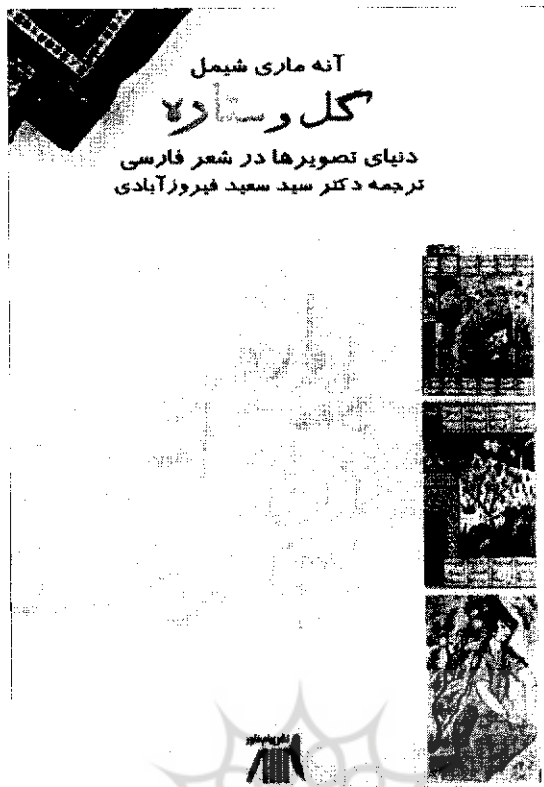 آنه ماری شیمل
گل و ستاره
دنیای تصویرها در شعر فارسی
ترجمه دکتر سید سعید فیروزآبادی